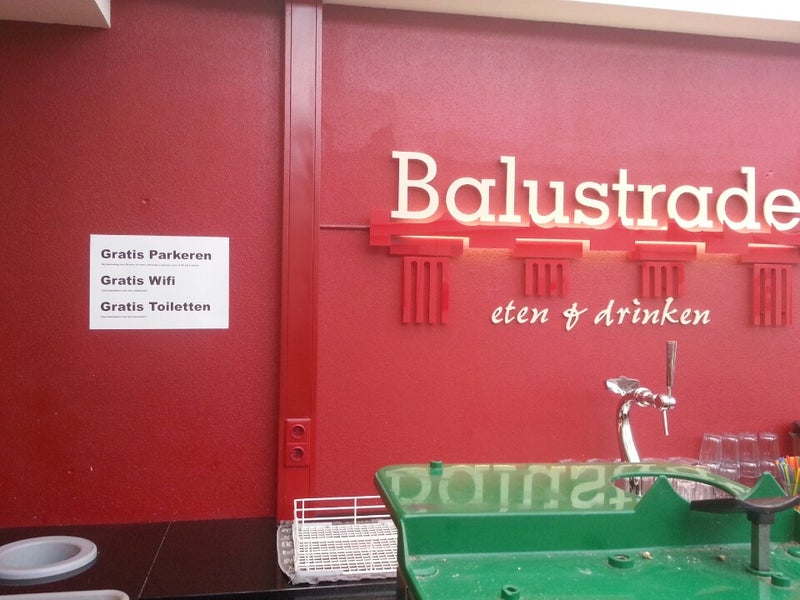 Gratis Parkeren
Gratis Wifi
Gratis Toiletten
Balustrade
eten & drinken